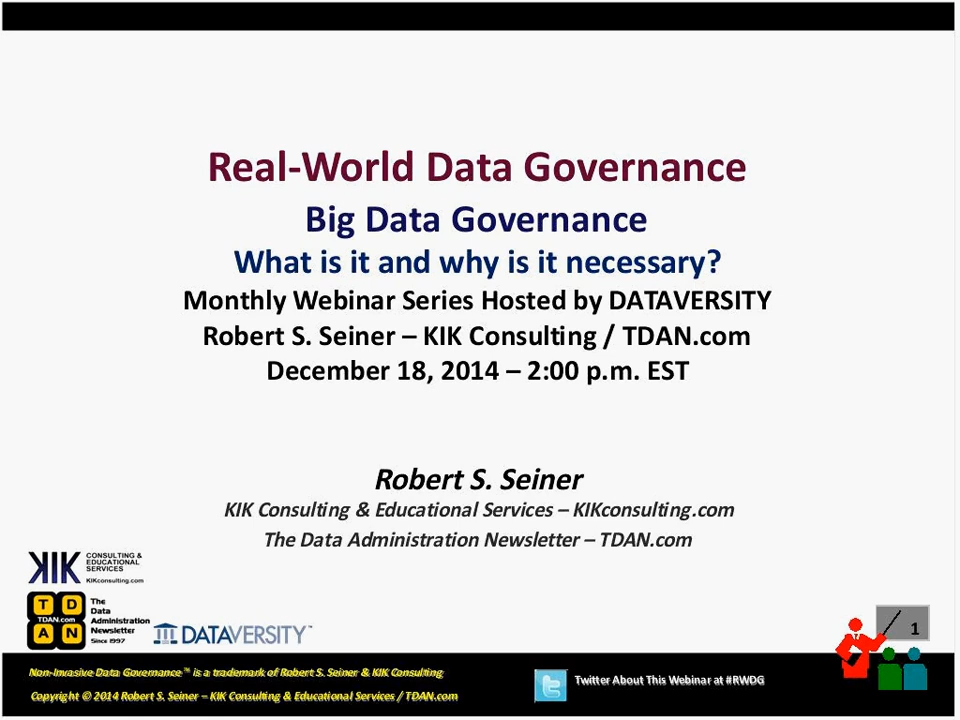 Real-World Data Governance
Big Data Governance
What is it and why is it necessary?
Monthly Webinar Series Hosted by DATAVERSITY
Robert S. Seiner – KIK Consulting / TDAN.com
December 18, 2014 – 2:00 p.m. EST
Robert S. Seiner
KIK Consulting & Educational Services – KIKconsulting.com
The Data Administration Newsletter – TDAN.com
KIK
CONSULTING &
EDUCATIONAL
SERVICES
KIKconsulting.com
T D
TDAN.com
A N
The
Data
Administration
Newsletter
Since 1997
DATAVERSITY™
1
Non-Invasive Data Governance™ is a trademark of Robert S. Seiner & KIK Consulting
Copyright © 2014 Robert S. Seiner – KIK Consulting & Educational Services / TDAN.com
Twitter About This Webinar at #RWDG